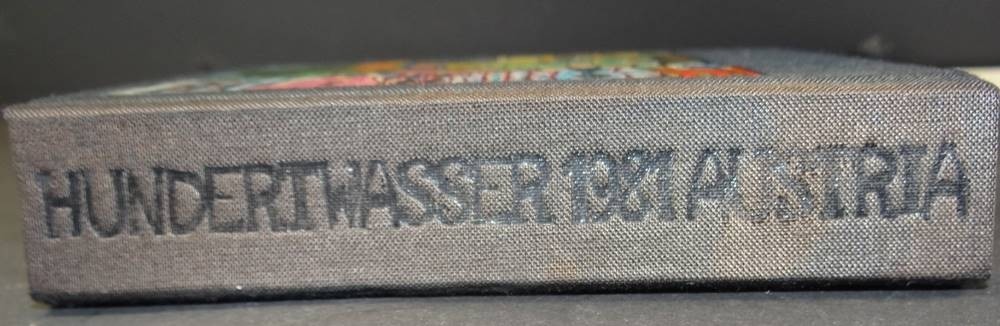 HUNDERTWASSER 1981 AUSTRIA